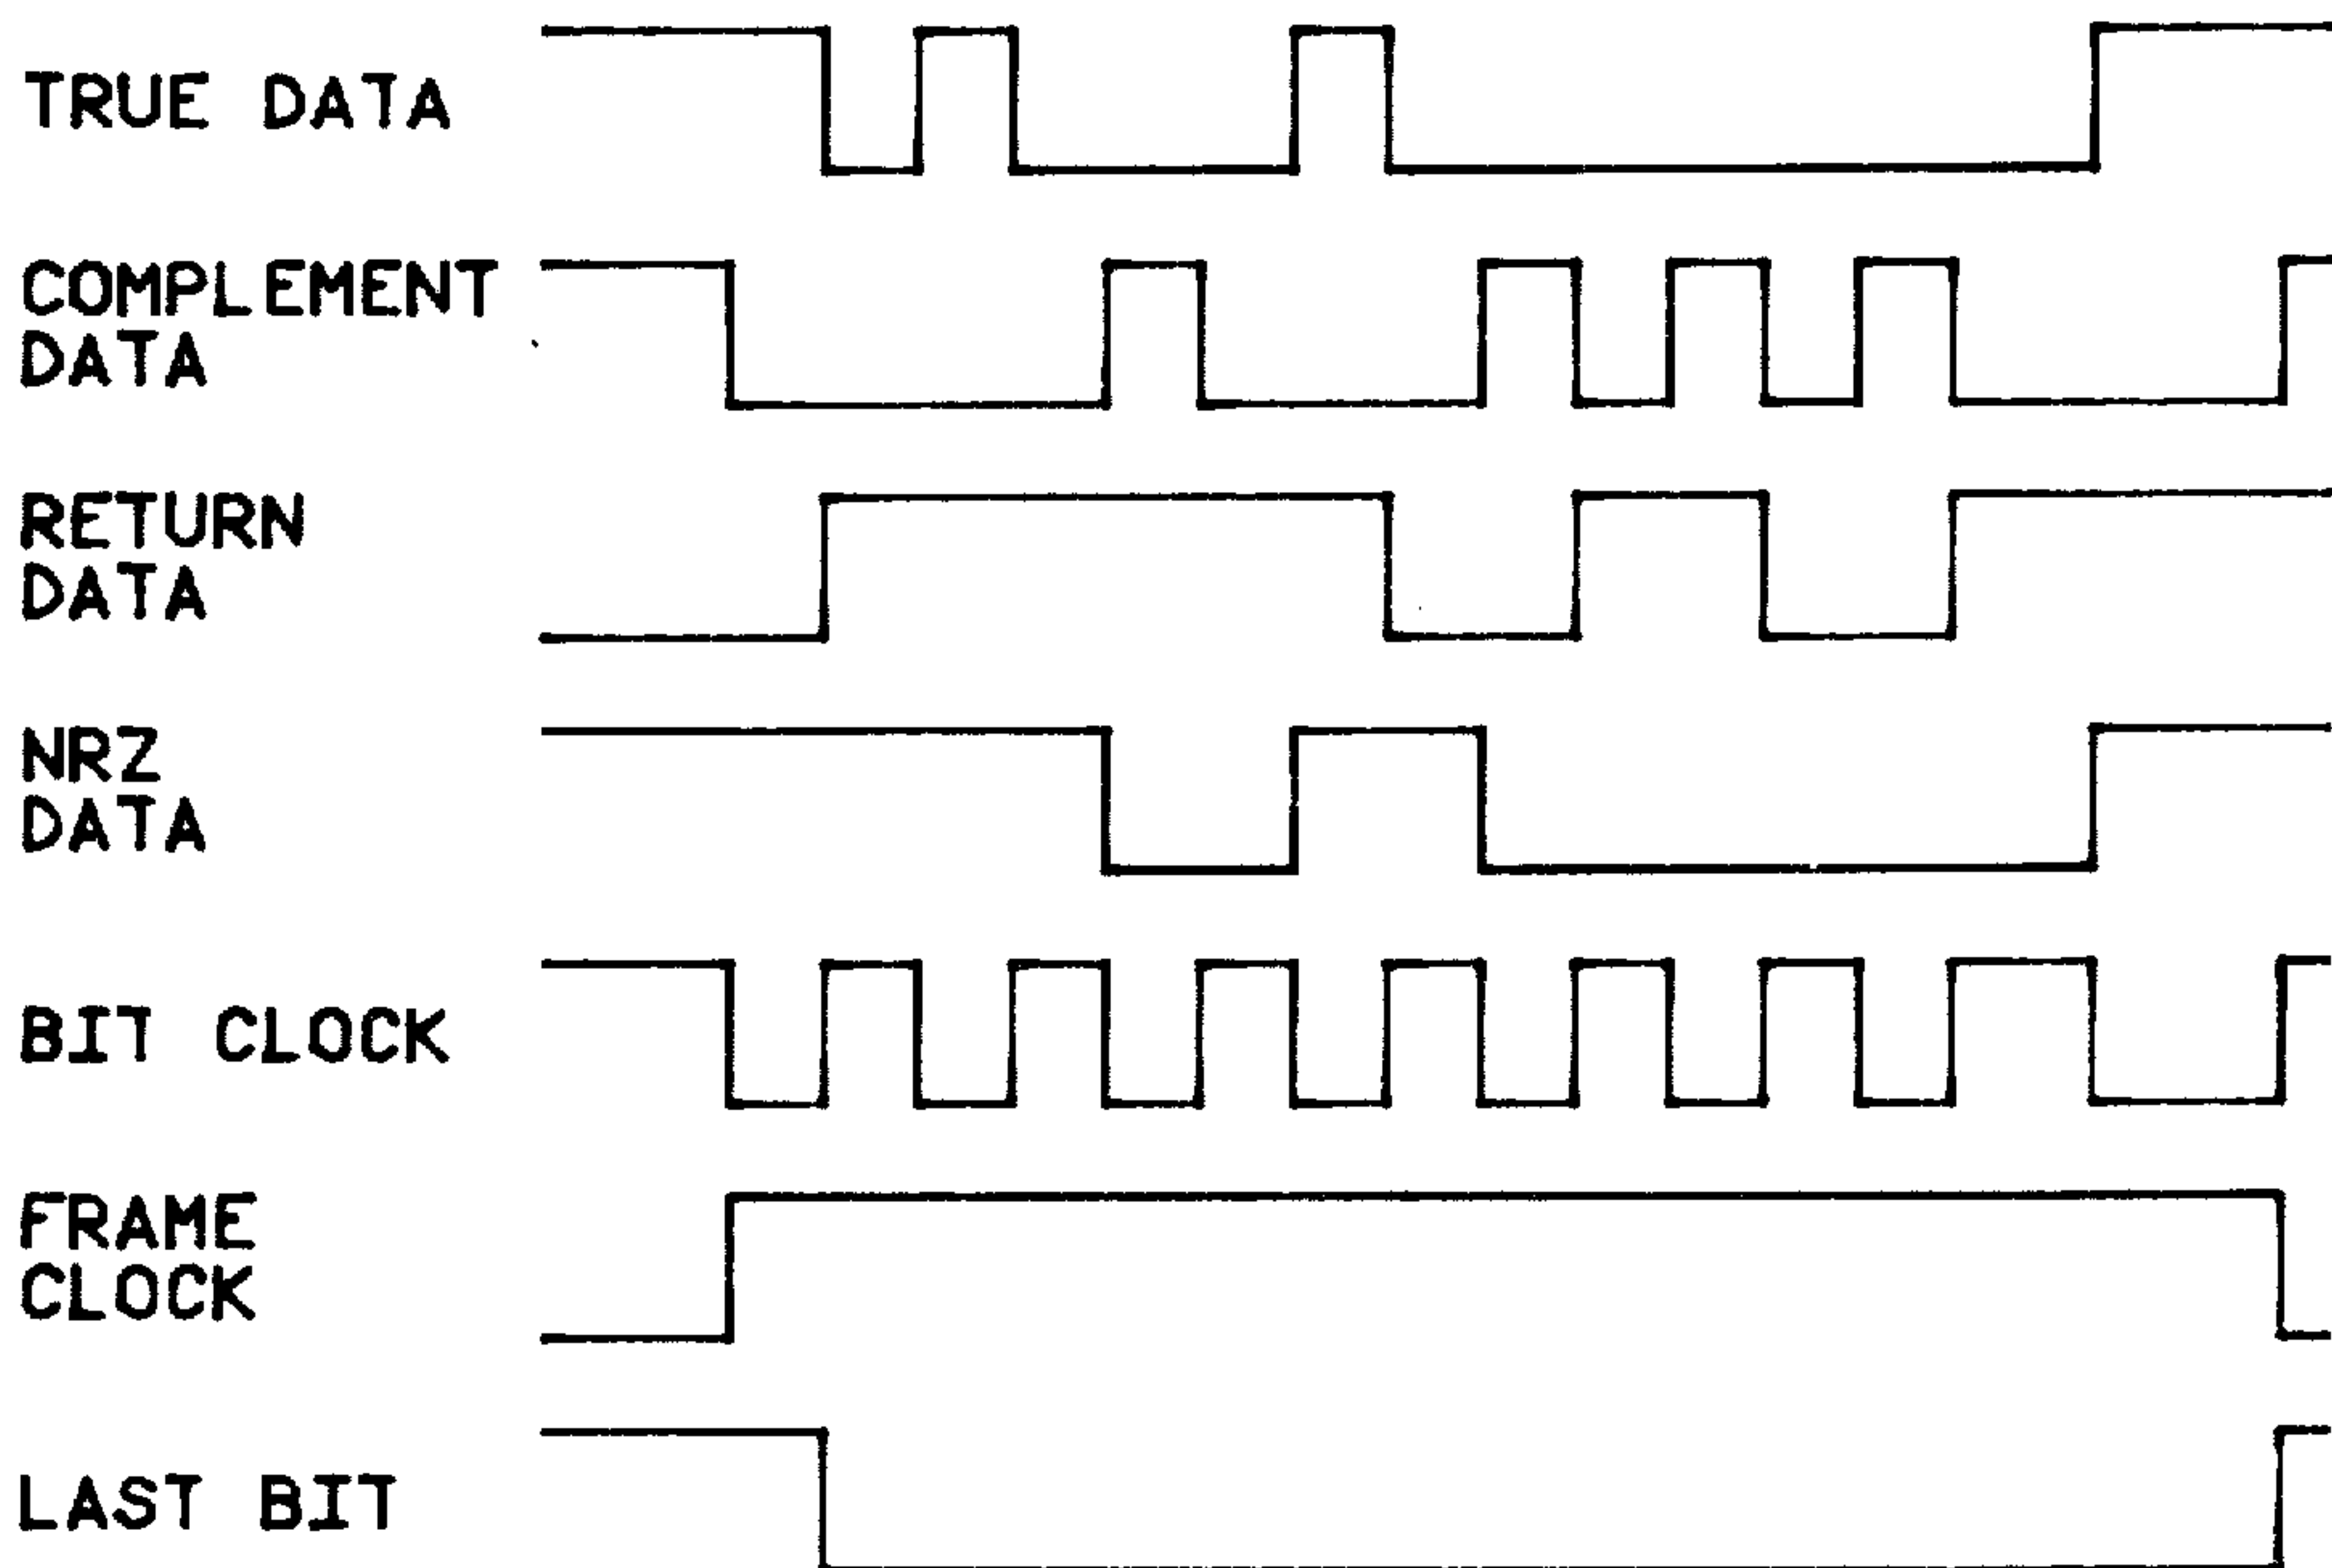 TRUE DATA
COMPLEMENT
DATA
RETURN
DATA
NRZ
DATA
BIT CLOCK
FRAME
CLOCK
LAST BIT